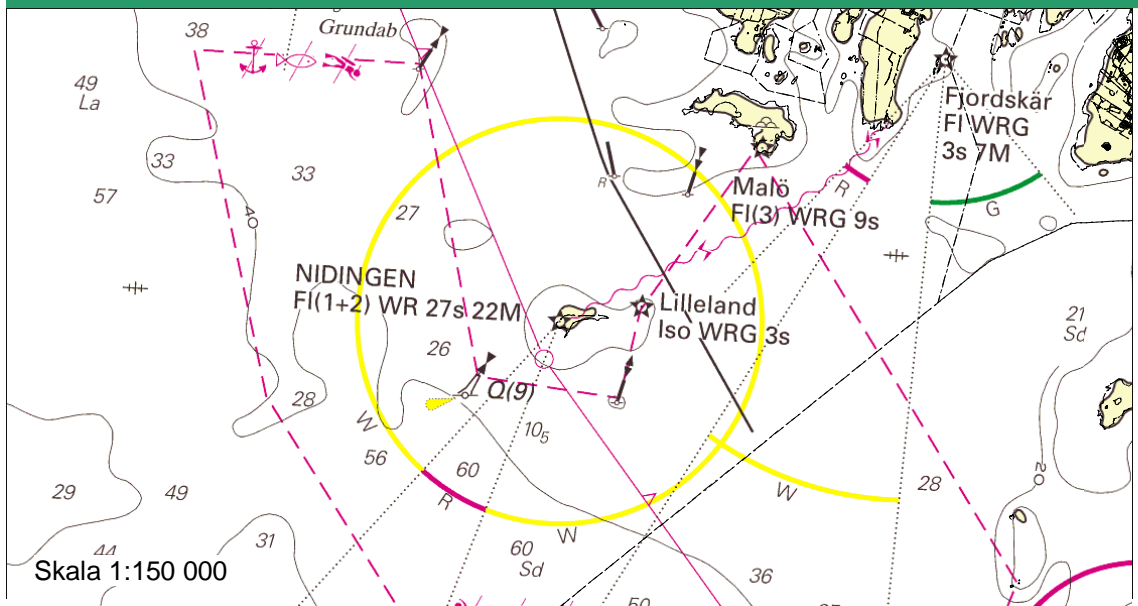 38
Grundab
49
La
33
33
57
40
27
R
Malö
Fl(3) WRG 9s
R
Fjordskär
Fl WRG
3s 7M
G
NIDINGEN
Fl(1+2) WR 27s 22M
Lilleland
Iso WRG 3s
21
Sd
26
Q(9)
28
W
56
60
R
10₅
W
W
28
20
29
49
31
44
60
Sd
36
Skala 1:150 000